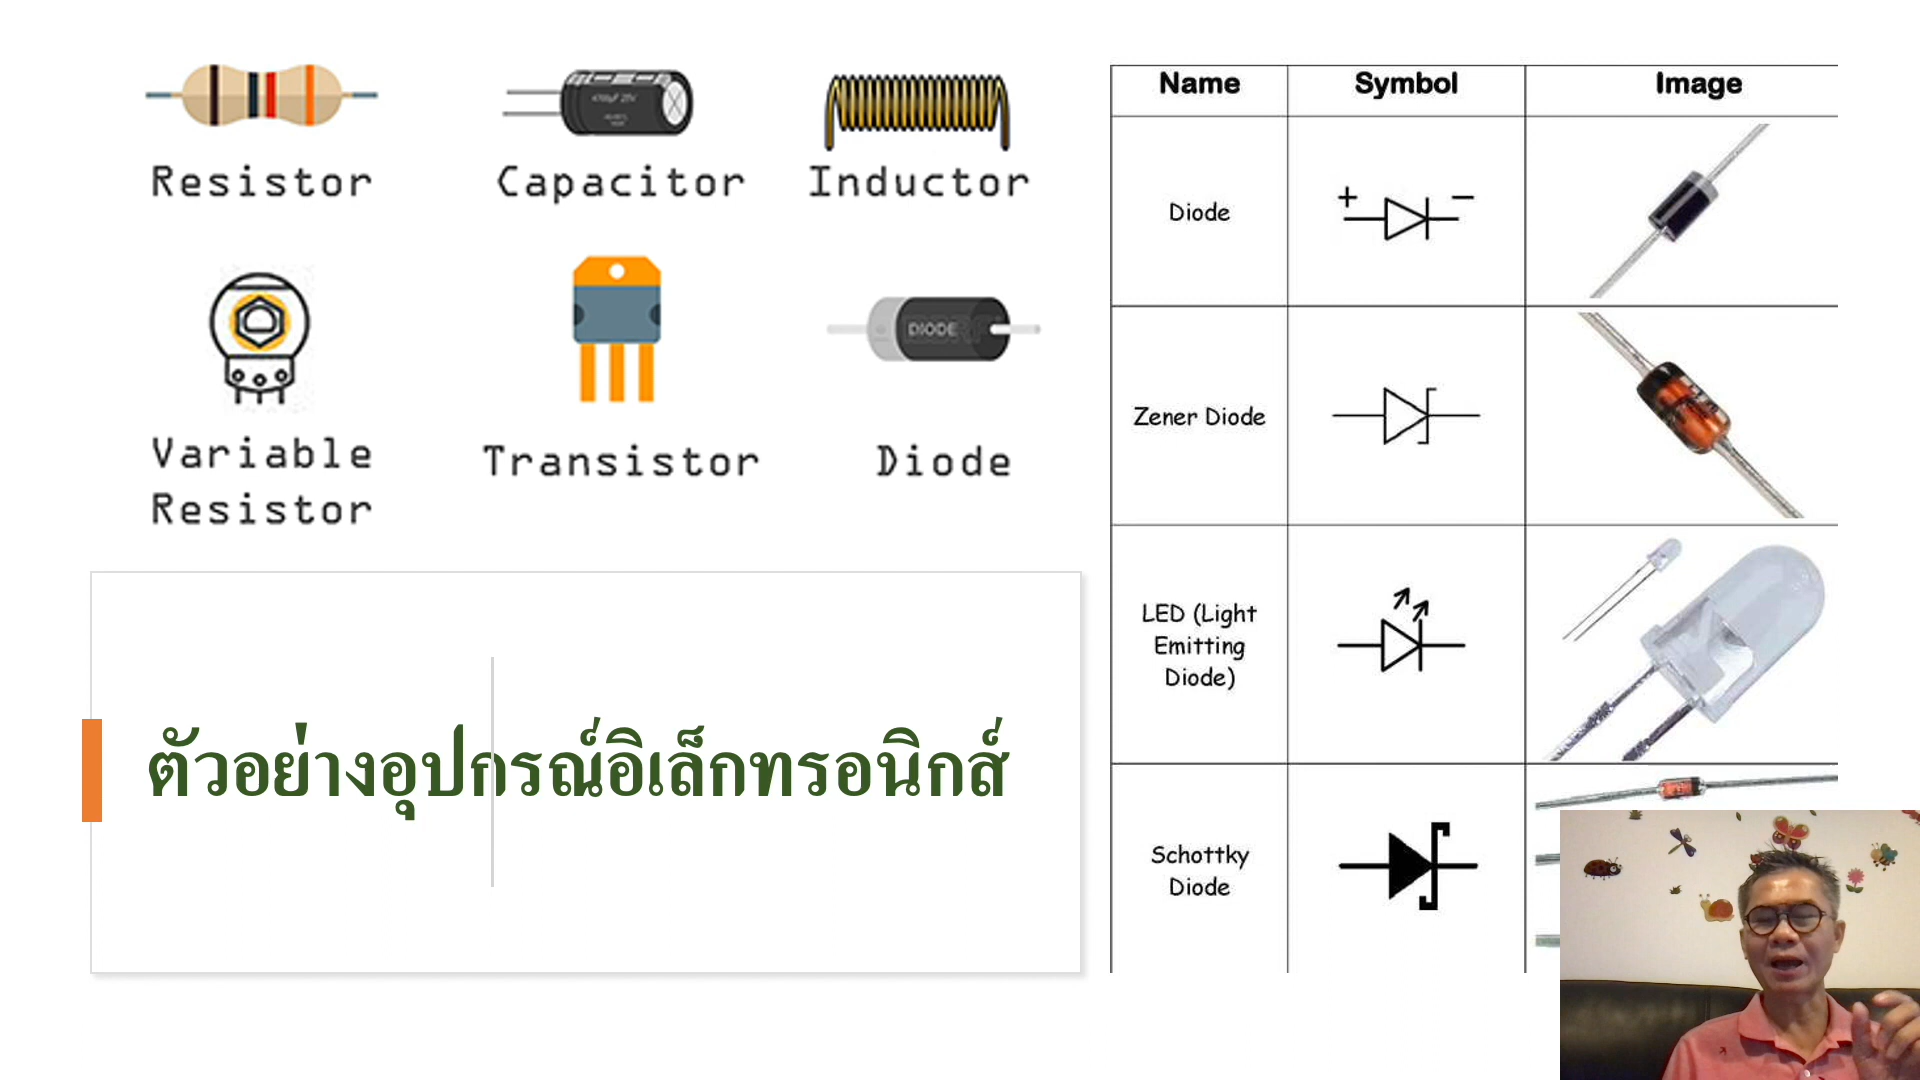 Resistor
Capacitor
Inductor
Variable
Resistor
Transistor
DIODE
Diode
ตัวอย่างอุปกรณ์อิเล็กทรอนิกส์
Name Symbol Image
Diode
+ −
Zener Diode
LED (Light
Emitting
Diode)
Schottky
Diode